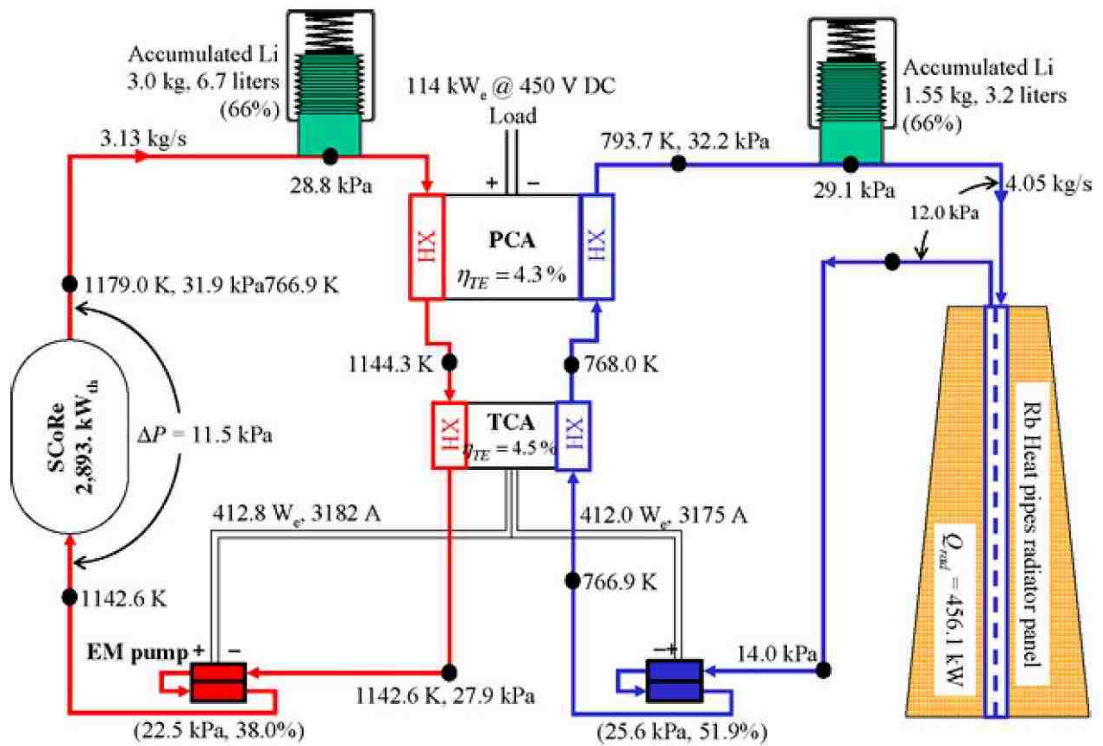 Accumulated Li
3.0 kg, 6.7 liters
(66%)
114 kWe @ 450 V DC
Load
+ −
Accumulated Li
1.55 kg, 3.2 liters
(66%)
3.13 kg/s
28.8 kPa
793.7 K, 32.2 kPa
29.1 kPa
4.05 kg/s
12.0 kPa
HX
PCA
ηTE = 4.3 %
HX
1179.0 K, 31.9 kPa766.9 K
1144.3 K
768.0 K
SCoRe
2,893. kWth
ΔP = 11.5 kPa
HX
TCA
ηTE = 4.5 %
HX
412.8 We, 3182 A
412.0 We, 3175 A
1142.6 K
766.9 K
EM pump + −
−+
14.0 kPa
1142.6 K, 27.9 kPa
(22.5 kPa, 38.0%)
(25.6 kPa, 51.9%)
Rb Heat pipes radiator panel
Qrad = 456.1 kW